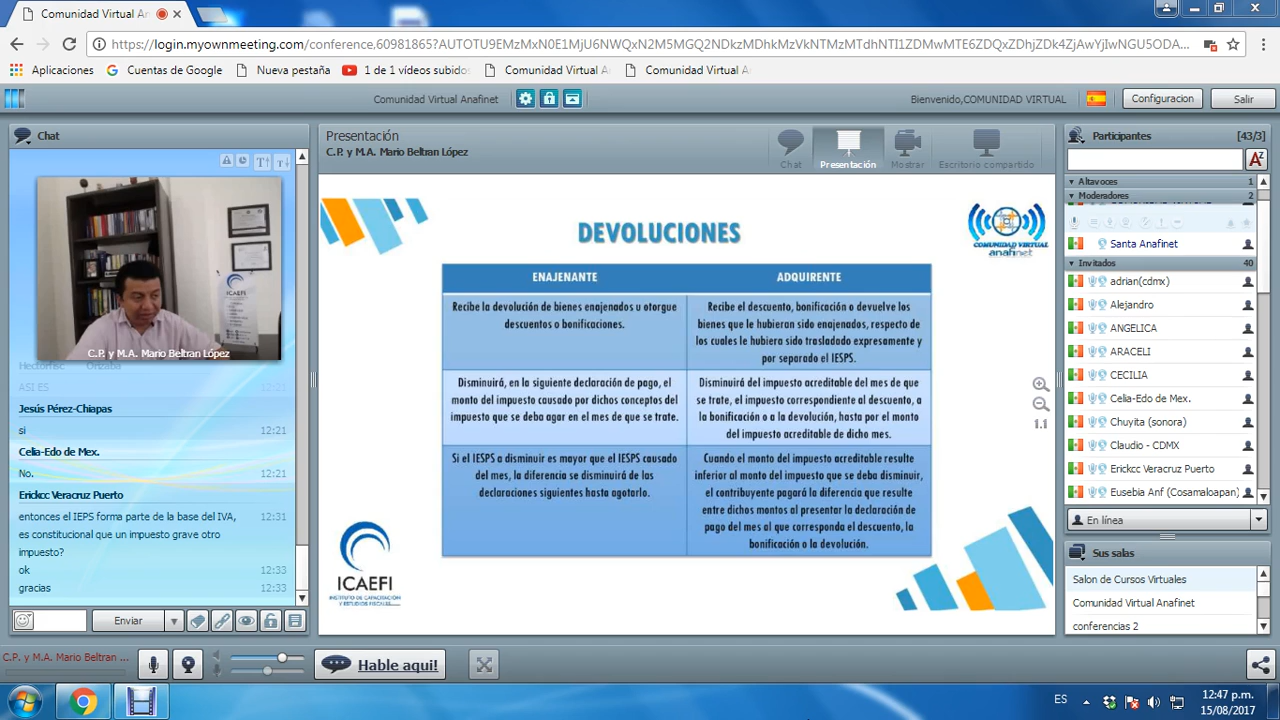 Comunidad Virtual An
https://login.myownmeeting.com/conference,60981865?AUTOTU9EMzMxN0E1MjU6NWQxN2M5MGQ2NDkzMDhkMzVkNTMzMTdhNTI1ZDMwMTE6ZDQxZDhjZDk4ZjAwYjIwNGU5ODA...
Aplicaciones
Cuentas de Google
Nueva pestaña
1 de 1 vídeos subidos
Comunidad Virtual A
Comunidad Virtual A
Comunidad Virtual Anafinet
Bienvenido,COMUNIDAD VIRTUAL
Configuracion
Salir
Chat
C.P. y M.A. Mario Beltran López
ICAEFI
Hectorfisc Orizaba
ASI ES 12:21
Jesús Pérez-Chiapas
si 12:21
Celia-Edo de Mex.
No. 12:21
Erickcc Veracruz Puerto
entonces el IEPS forma parte de la base del IVA, 12:31
es constitucional que un impuesto grave otro
impuesto?
ok 12:33
gracias 12:33
Enviar
Presentación
C.P. y M.A. Mario Beltran López
Chat
Presentación
Mostrar
Escritorio compartido
DEVOLUCIONES
COMUNIDAD VIRTUAL
anafinet
ENAJENANTE
ADQUIRENTE
Recibe la devolución de bienes enajenados u otorgue
descuentos o bonificaciones.
Recibe el descuento, bonificación o devuelve los
bienes que le hubieran sido enajenados, respecto de
los cuales le hubiera sido trasladado expresamente y
por separado el IESPS.
Disminuirá, en la siguiente declaración de pago, el
monto del impuesto causado por dichos conceptos del
impuesto que se deba agar en el mes de que se trate.
Disminuirá del impuesto acreditable del mes de que
se trate, el impuesto correspondiente al descuento, a
la bonificación o a la devolución, hasta por el monto
del impuesto acreditable de dicho mes.
Si el IESPS a disminuir es mayor que el IESPS causado
del mes, la diferencia se disminuirá de las
declaraciones siguientes hasta agotarlo.
Cuando el monto del impuesto acreditable resulte
inferior al monto del impuesto que se deba disminuir,
el contribuyente pagará la diferencia que resulte
entre dichos montos al presentar la declaración de
pago del mes al que corresponda el descuento, la
bonificación o la devolución.
ICAEFI
INSTITUTO DE CAPACITACIÓN
Y ESTUDIOS FISCALES
1.1
Participantes [43/3]
Altavoces 1
Moderadores 2
Santa Anafinet
Invitados 40
adrian(cdmx)
Alejandro
ANGELICA
ARACELI
CECILIA
Celia-Edo de Mex.
Chuyita (sonora)
Claudio - CDMX
Erickcc Veracruz Puerto
Eusebia Anf (Cosamaloapan)
En línea
Sus salas
Salon de Cursos Virtuales
Comunidad Virtual Anafinet
conferencias 2
C.P. y M.A. Mario Beltran ...
Hable aqui!
ES
12:47 p.m.
15/08/2017